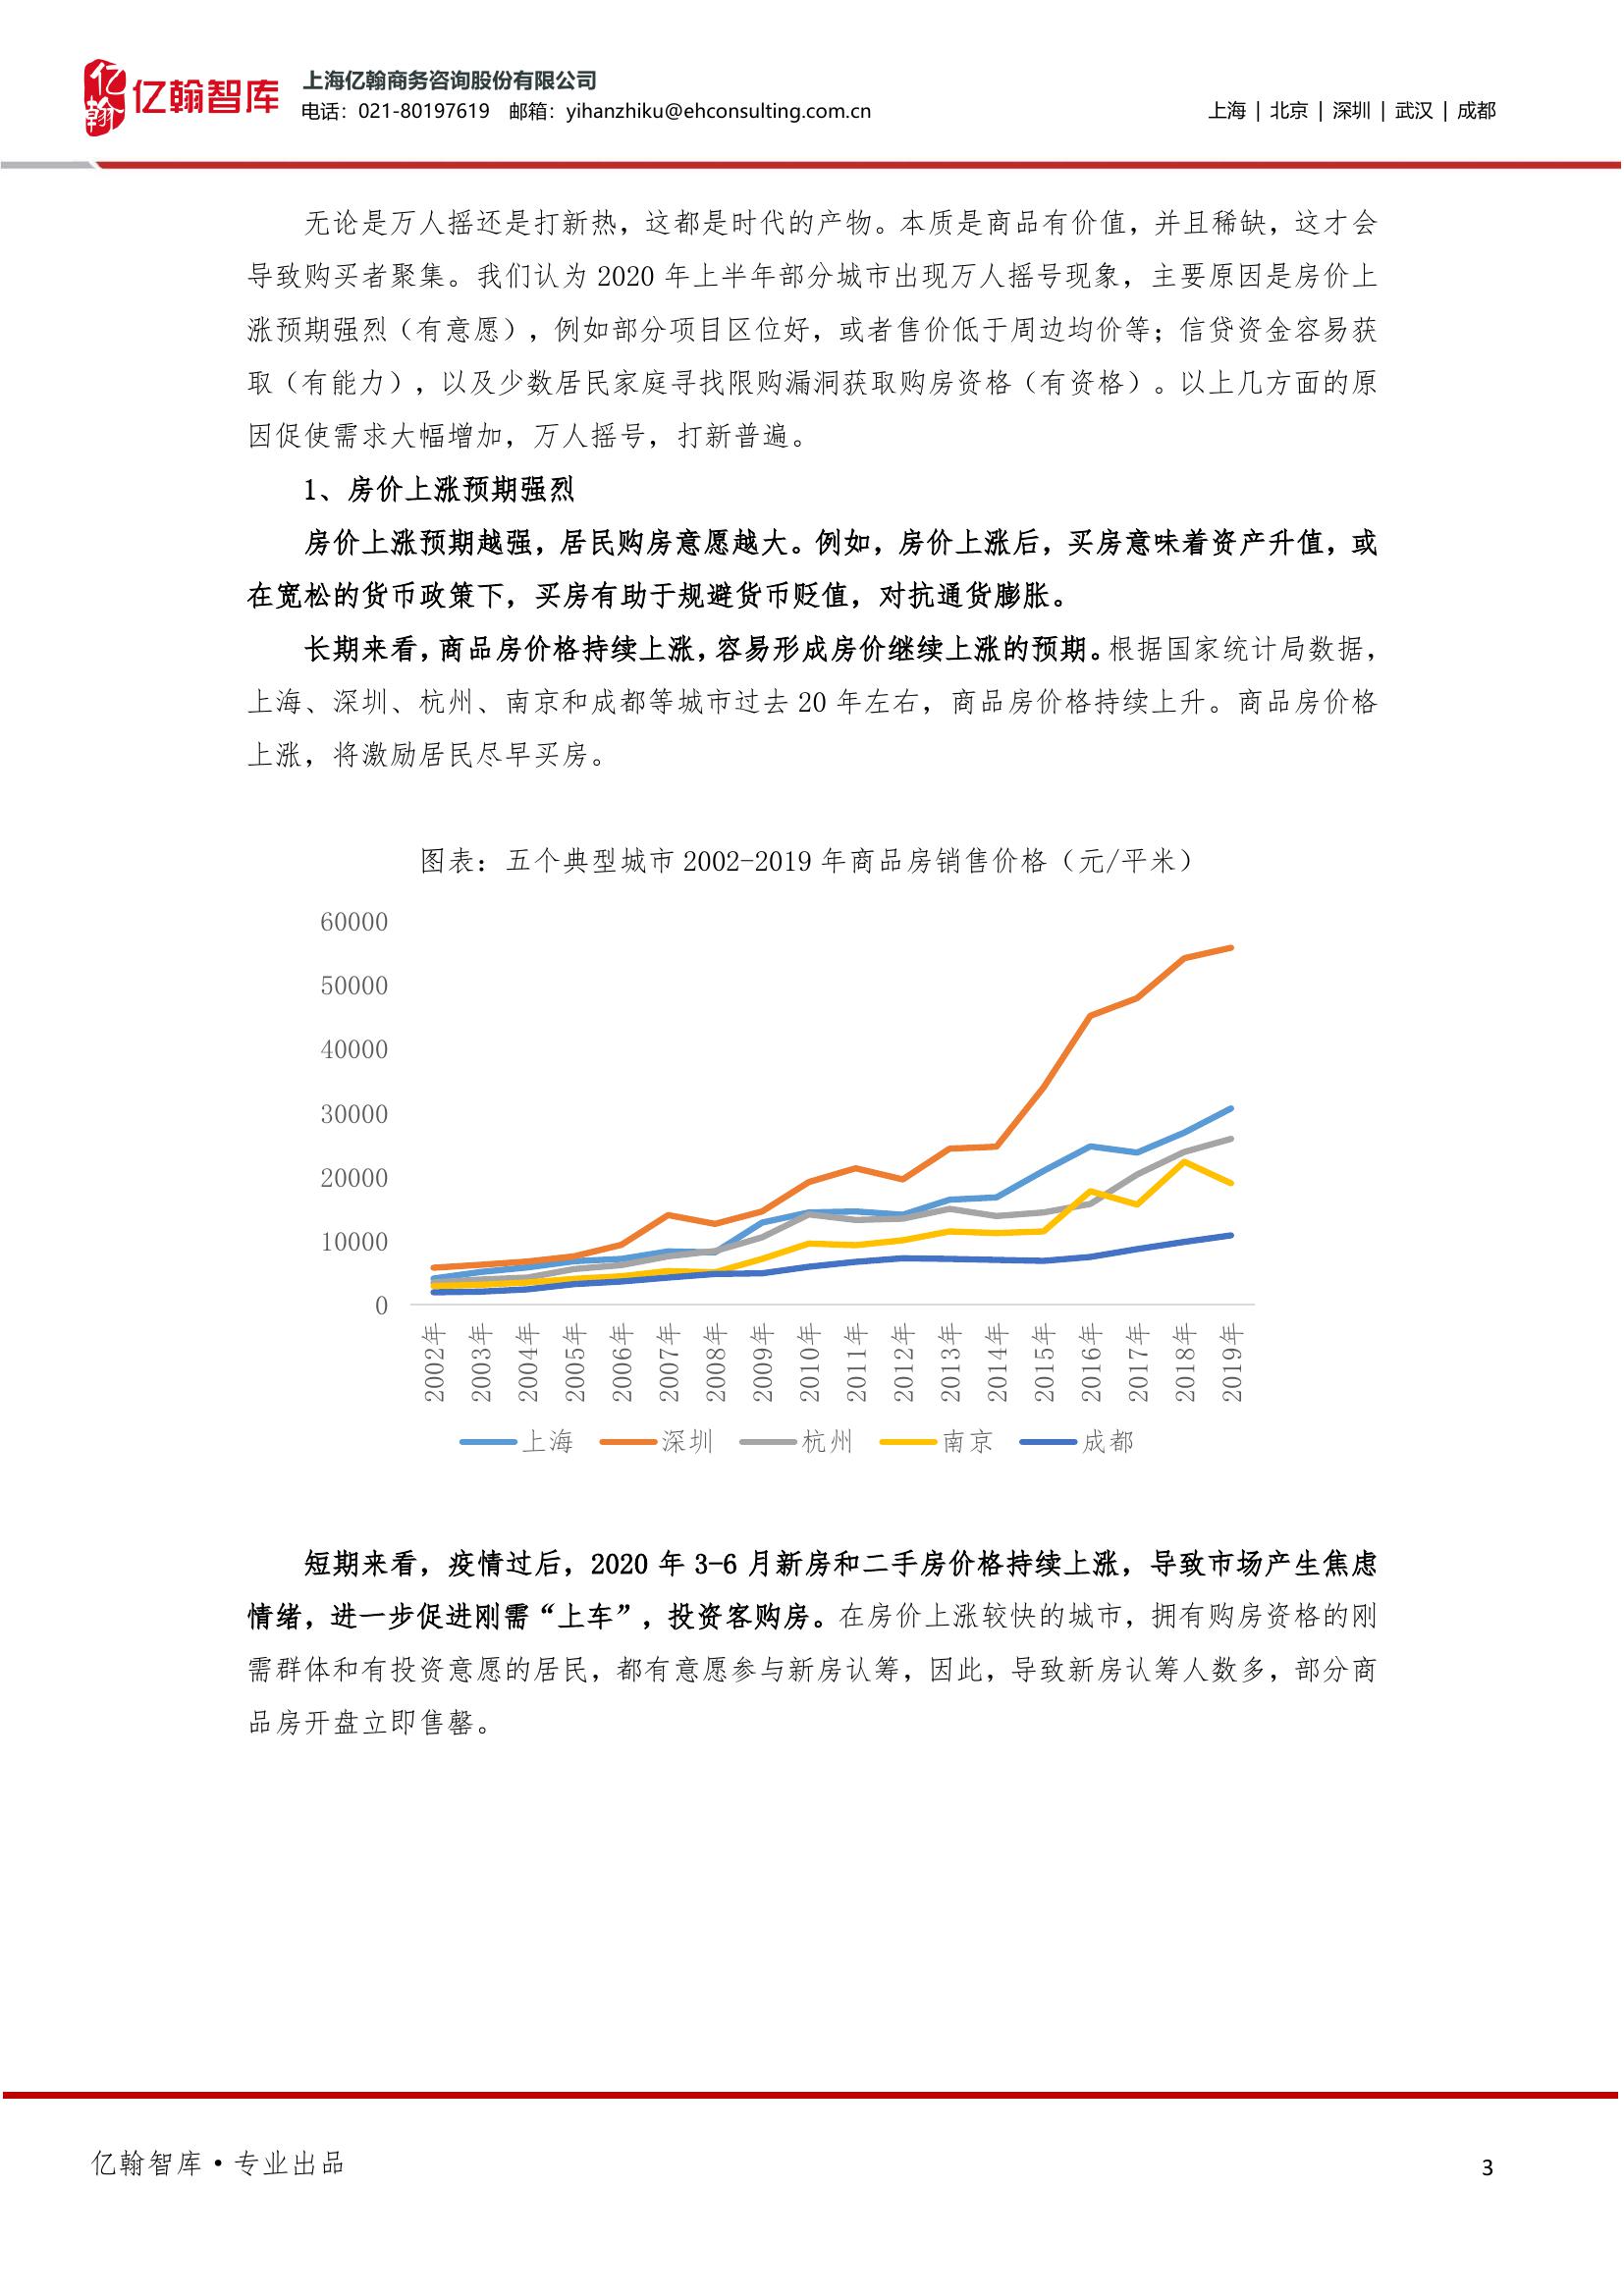 亿翰
亿翰智库
上海亿翰商务咨询股份有限公司
电话：021-80197619 邮箱：yihanzhiku@ehconsulting.com.cn
上海 | 北京 | 深圳 | 武汉 | 成都
无论是万人摇还是打新热，这都是时代的产物。本质是商品有价值，并且稀缺，这才会
导致购买者聚集。我们认为 2020 年上半年部分城市出现万人摇号现象，主要原因是房价上
涨预期强烈（有意愿），例如部分项目区位好，或者售价低于周边均价等；信贷资金容易获
取（有能力），以及少数居民家庭寻找限购漏洞获取购房资格（有资格）。以上几方面的原
因促使需求大幅增加，万人摇号，打新普遍。
1、房价上涨预期强烈
房价上涨预期越强，居民购房意愿越大。例如，房价上涨后，买房意味着资产升值，或
在宽松的货币政策下，买房有助于规避货币贬值，对抗通货膨胀。
长期来看，商品房价格持续上涨，容易形成房价继续上涨的预期。根据国家统计局数据，
上海、深圳、杭州、南京和成都等城市过去 20 年左右，商品房价格持续上升。商品房价格
上涨，将激励居民尽早买房。
图表：五个典型城市 2002-2019 年商品房销售价格（元/平米）
60000
50000
40000
30000
20000
10000
0
2002年 2003年 2004年 2005年 2006年 2007年 2008年 2009年 2010年 2011年 2012年 2013年 2014年 2015年 2016年 2017年 2018年 2019年
上海 深圳 杭州 南京 成都
短期来看，疫情过后，2020 年 3-6 月新房和二手房价格持续上涨，导致市场产生焦虑
情绪，进一步促进刚需“上车”，投资客购房。在房价上涨较快的城市，拥有购房资格的刚
需群体和有投资意愿的居民，都有意愿参与新房认筹，因此，导致新房认筹人数多，部分商
品房开盘立即售罄。
亿翰智库·专业出品
3